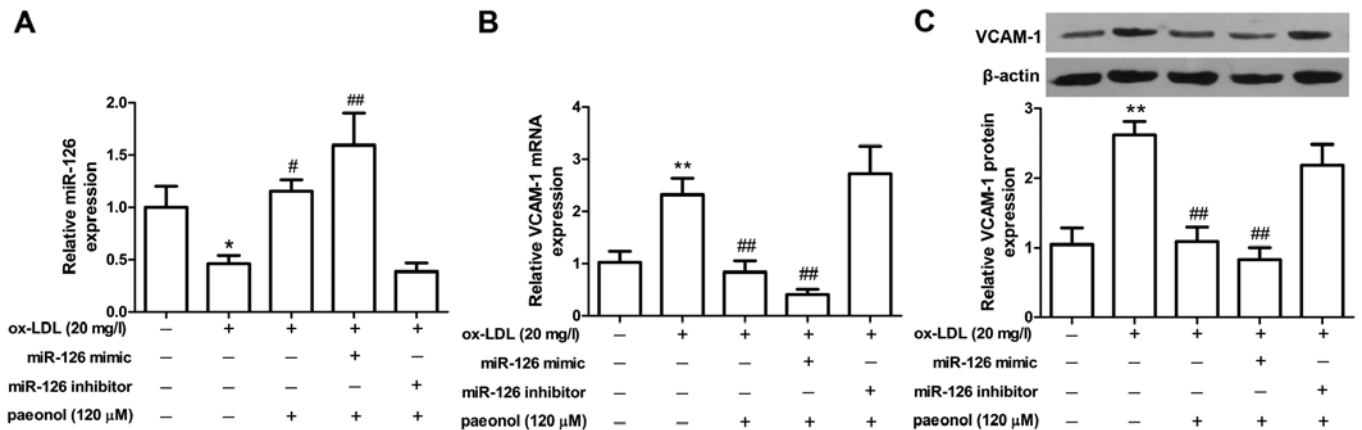 A
Relative miR-126
expression
2.0
1.5
1.0
0.5
0.0
*
#
##
ox-LDL (20 mg/l) – + + + +
miR-126 mimic – – – + –
miR-126 inhibitor – – – – +
paeonol (120 μM) – – + + +
B
Relative VCAM-1 mRNA
expression
4
3
2
1
0
**
##
##
ox-LDL (20 mg/l) – + + + +
miR-126 mimic – – – + –
miR-126 inhibitor – – – – +
paeonol (120 μM) – – + + +
C
VCAM-1
β-actin
Relative VCAM-1 protein
expression
3
2
1
0
**
##
##
ox-LDL (20 mg/l) – + + + +
miR-126 mimic – – – + –
miR-126 inhibitor – – – – +
paeonol (120 μM) – – + + +